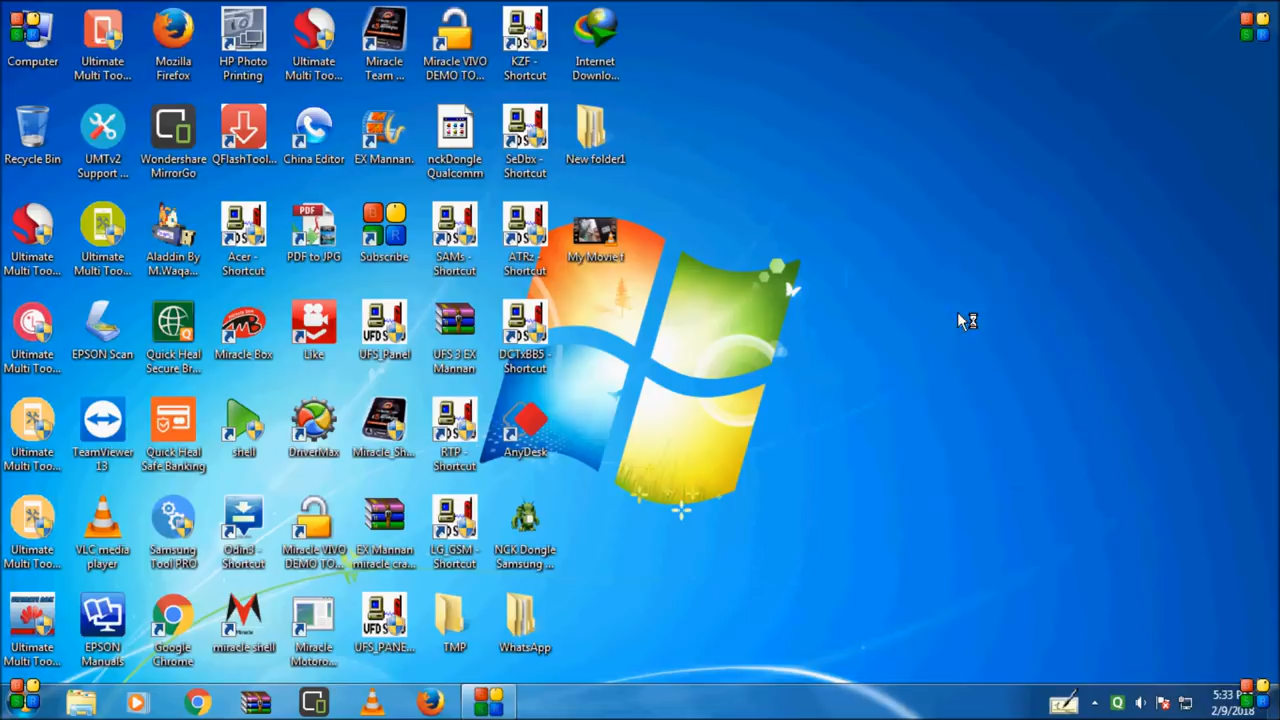 Computer
Ultimate
Multi Too...
Mozilla
Firefox
HP Photo
Printing
Ultimate
Multi Too...
Miracle
Team ...
Miracle VIVO
DEMO TO...
KZF -
Shortcut
Internet
Downlo...
Recycle Bin
UMTv2
Support ...
Wondershare
MirrorGo
QFlashTool...
China Editor
EX Mannan.
nckDongle
Qualcomm
SeDbx -
Shortcut
New folder1
Ultimate
Multi Too...
Ultimate
Multi Too...
Aladdin By
M.Waqa...
Acer -
Shortcut
PDF
PDF to JPG
Subscribe
SAMs -
Shortcut
ATRz -
Shortcut
My Movie f
Ultimate
Multi Too...
EPSON Scan
Quick Heal
Secure Br...
Miracle Box
Like
UFS_Panel
UFS 3 EX
Mannan
DCTxBB5 -
Shortcut
Ultimate
Multi Too...
TeamViewer
13
Quick Heal
Safe Banking
shell
DriverMax
Miracle_Sh...
RTP -
Shortcut
AnyDesk
Ultimate
Multi Too...
VLC media
player
Samsung
Tool PRO
Odin3 -
Shortcut
Miracle VIVO
DEMO TO...
EX Mannan
miracle cra...
LG_GSM -
Shortcut
NCK Dongle
Samsung ...
Ultimate
Multi Too...
EPSON
Manuals
Google
Chrome
miracle shell
Miracle
Motoro...
UFS_PANE...
TMP
WhatsApp
5:33 P
2/9/2018